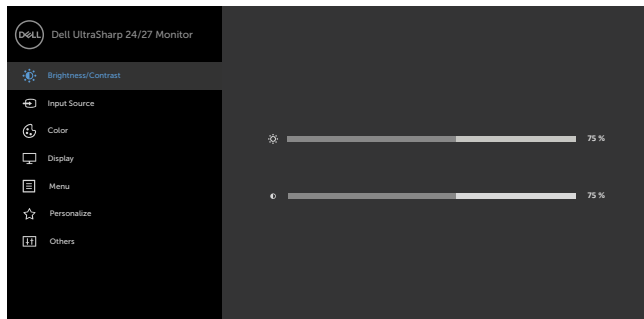 DELL
Dell UltraSharp 24/27 Monitor
Brightness/Contrast
Input Source
Color
Display
Menu
Personalize
Others
75 %
75 %